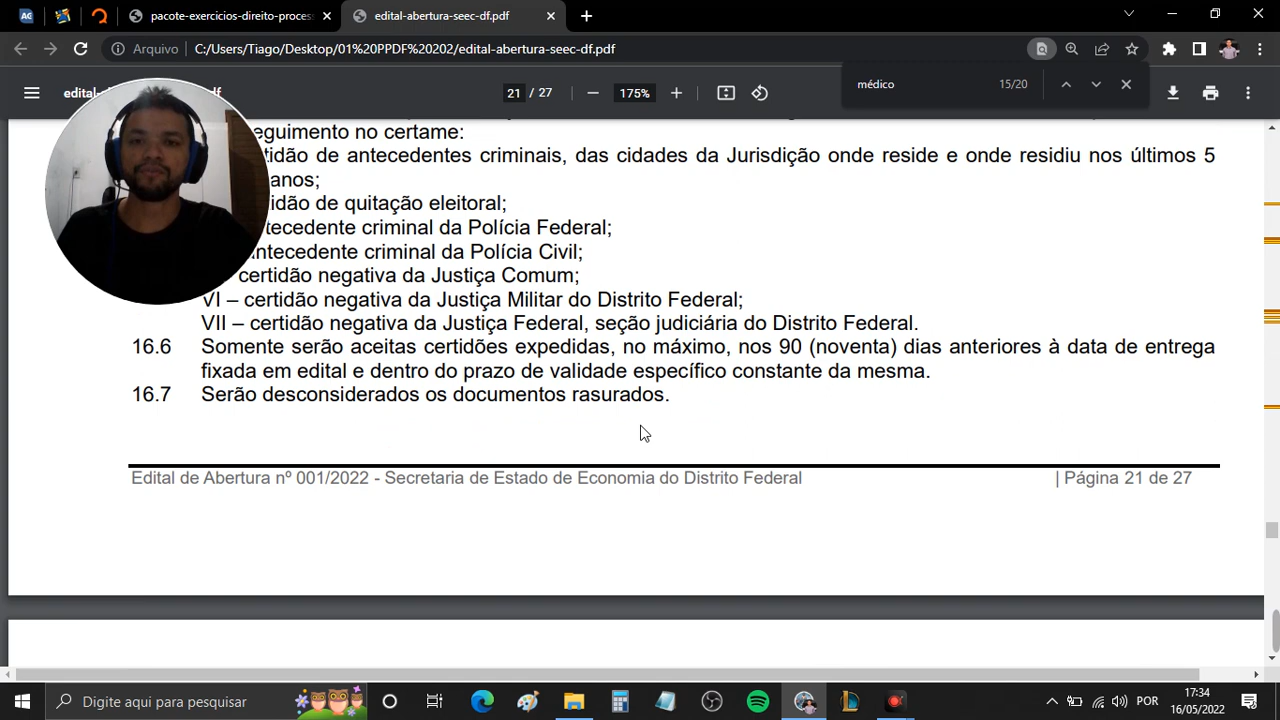 pacote-exercicios-direito-process
edital-abertura-seec-df.pdf
Arquivo
C:/Users/Tiago/Desktop/01%20PPDF%20202/edital-abertura-seec-df.pdf
médico 15/20
21 / 27
175%
seguimento no certame:
tidão de antecedentes criminais, das cidades da Jurisdição onde reside e onde residiu nos últimos 5
anos;
idão de quitação eleitoral;
tecedente criminal da Polícia Federal;
antecedente criminal da Polícia Civil;
certidão negativa da Justiça Comum;
VI – certidão negativa da Justiça Militar do Distrito Federal;
VII – certidão negativa da Justiça Federal, seção judiciária do Distrito Federal.
16.6 Somente serão aceitas certidões expedidas, no máximo, nos 90 (noventa) dias anteriores à data de entrega
fixada em edital e dentro do prazo de validade específico constante da mesma.
16.7 Serão desconsiderados os documentos rasurados.
Edital de Abertura nº 001/2022 - Secretaria de Estado de Economia do Distrito Federal | Página 21 de 27
Digite aqui para pesquisar
POR
17:34
16/05/2022